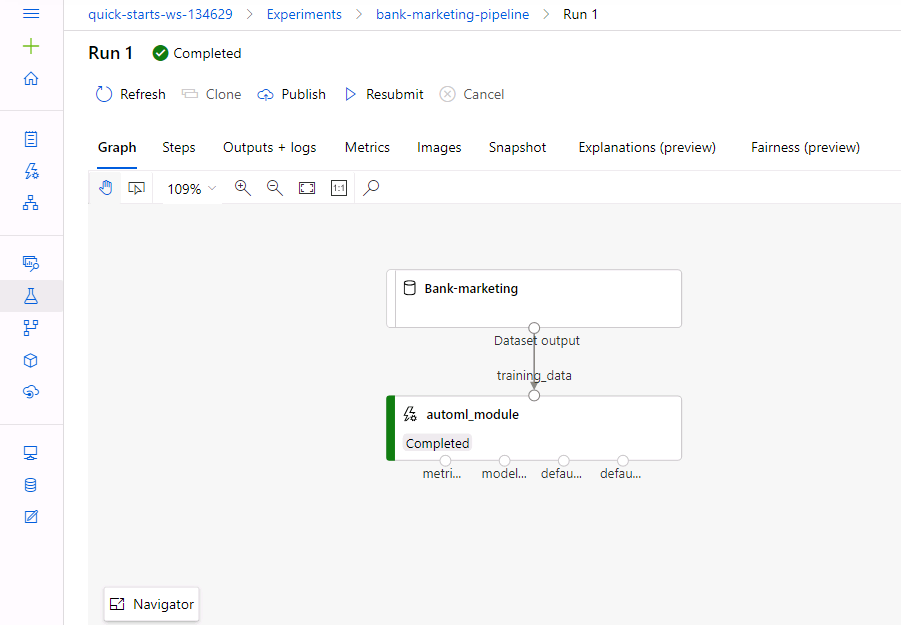 quick-starts-ws-134629 > Experiments > bank-marketing-pipeline > Run 1
Run 1 Completed
Refresh Clone Publish Resubmit Cancel
Graph Steps Outputs + logs Metrics Images Snapshot Explanations (preview) Fairness (preview)
109% 1:1
Bank-marketing
Dataset output
training_data
automl_module
Completed
metri... model... defau... defau...
Navigator